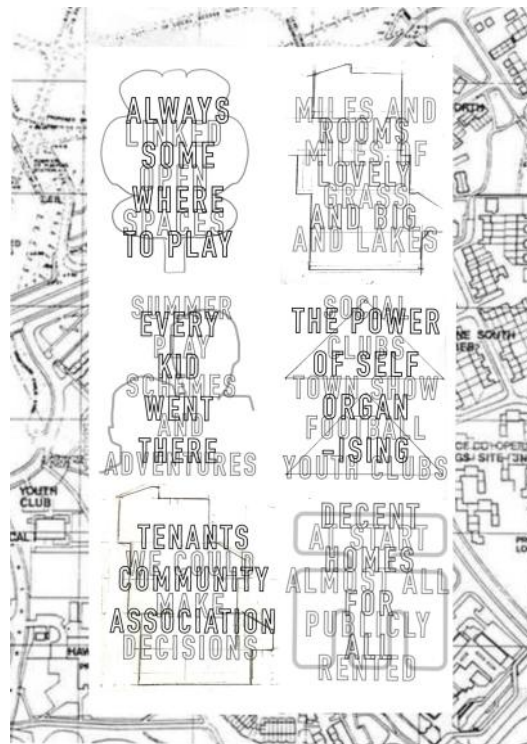 ALWAYS
LINKED
SOME
OPEN
WHERE
SPACES
TO PLAY
MILES AND
ROOMS
MILES OF
LOVELY
GRASS
AND BIG
AND LAKES
SUMMER
EVERY
PLAY
KID
SCHEMES
WENT
AND
THERE
ADVENTURES
SOCIAL
THE POWER
CLUBS
OF SELF
TOWN SHOW
ORGAN
FOOTBALL
-ISING
YOUTH CLUBS
TENANTS
WE COULD
COMMUNITY
MAKE
ASSOCIATION
DECISIONS
DECENT
AT START
HOMES
ALMOST ALL
FOR
PUBLICLY
ALL
RENTED
YOUTH
CLUB